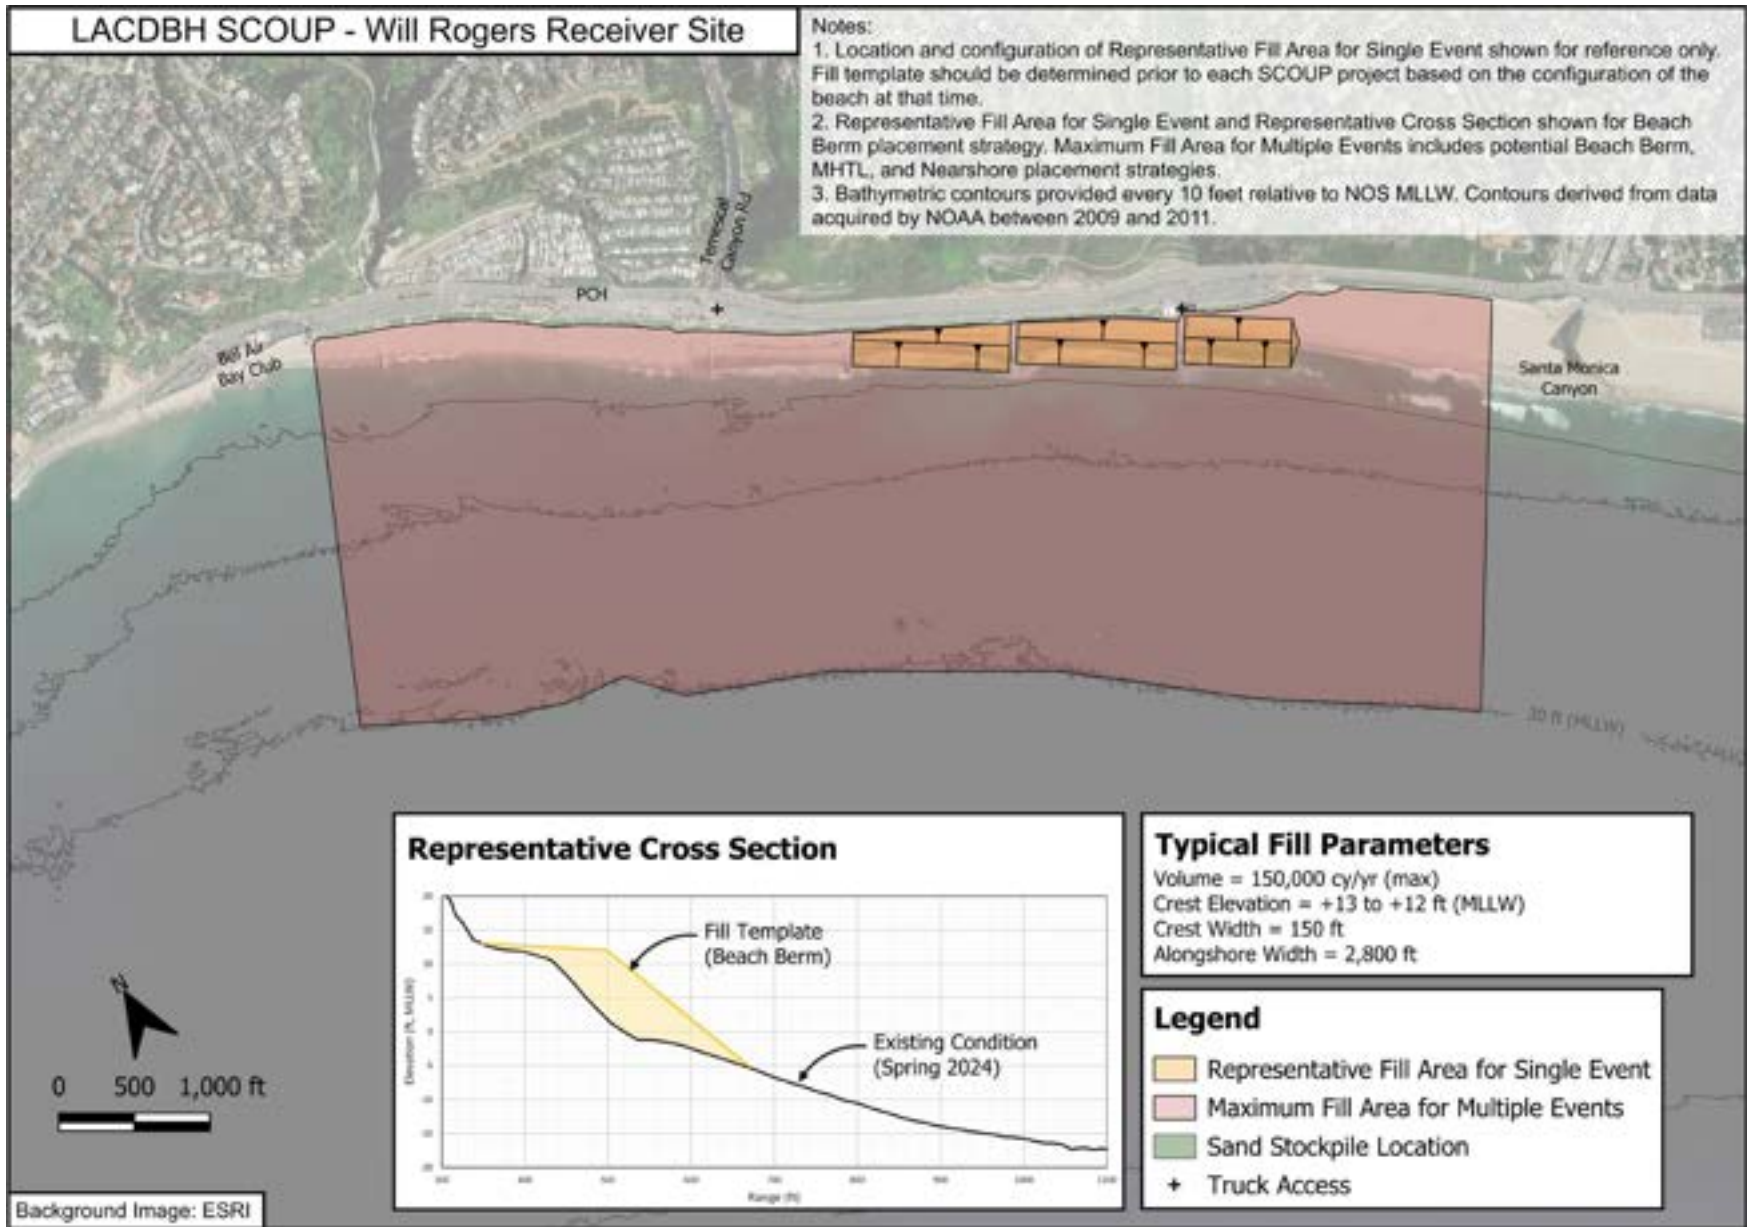 LACDBH SCOUP - Will Rogers Receiver Site
Notes:
1. Location and configuration of Representative Fill Area for Single Event shown for reference only.
Fill template should be determined prior to each SCOUP project based on the configuration of the
beach at that time.
2. Representative Fill Area for Single Event and Representative Cross Section shown for Beach
Berm placement strategy. Maximum Fill Area for Multiple Events includes potential Beach Berm,
MHTL, and Nearshore placement strategies.
3. Bathymetric contours provided every 10 feet relative to NOS MLLW. Contours derived from data
acquired by NOAA between 2009 and 2011.
Temescal
Canyon Rd
PCH
Bel Air
Bay Club
Santa Monica
Canyon
30 ft (MLLW)
Representative Cross Section
Fill Template
(Beach Berm)
Existing Condition
(Spring 2024)
Elevation (ft, MLLW)
Range (ft)
Typical Fill Parameters
Volume = 150,000 cy/yr (max)
Crest Elevation = +13 to +12 ft (MLLW)
Crest Width = 150 ft
Alongshore Width = 2,800 ft
Legend
Representative Fill Area for Single Event
Maximum Fill Area for Multiple Events
Sand Stockpile Location
Truck Access
N
0 500 1,000 ft
Background Image: ESRI